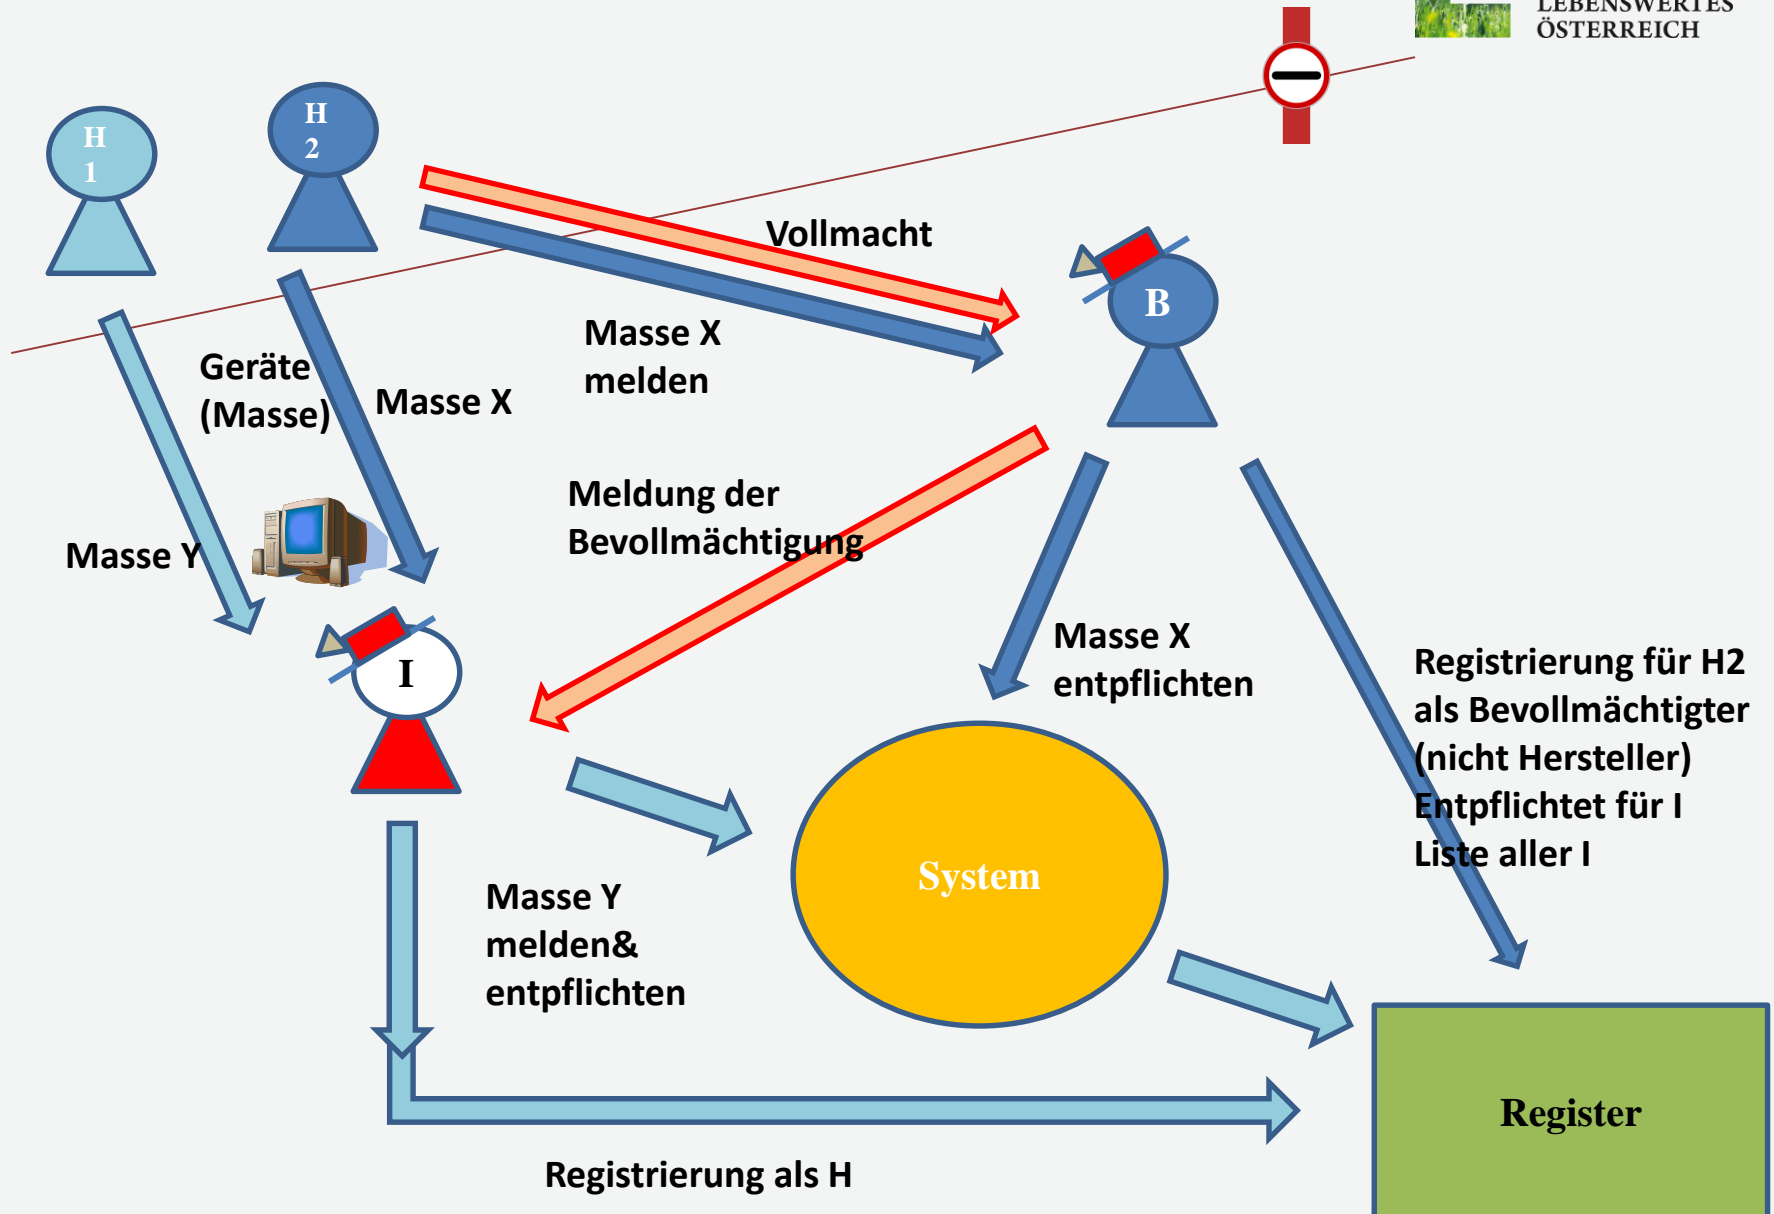 LEBENSWERTES
ÖSTERREICH
H
1
H
2
Vollmacht
B
Masse X
melden
Geräte
(Masse)
Masse X
Meldung der
Bevollmächtigung
Masse Y
I
Masse X
entpflichten
Registrierung für H2
als Bevollmächtigter
(nicht Hersteller)
Entpflichtet für I
Liste aller I
System
Masse Y
melden&
entpflichten
Register
Registrierung als H